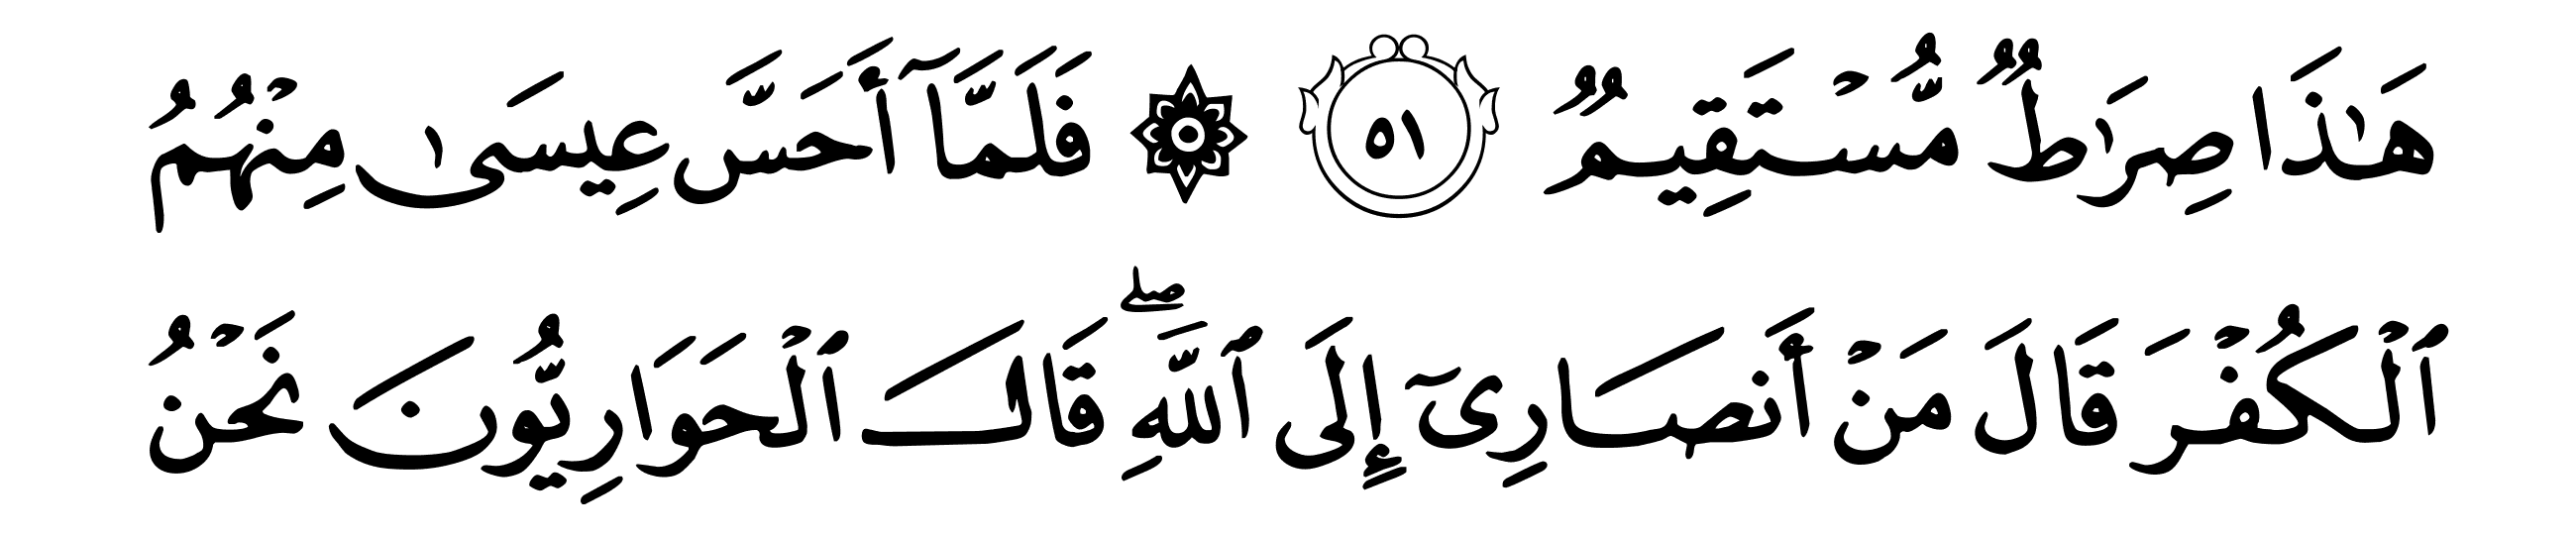 هَٰذَا صِرَٰطٌ مُّسْتَقِيمٌ ٥١ ۞ فَلَمَّآ أَحَسَّ عِيسَىٰ مِنْهُمُ
ٱلْكُفْرَ قَالَ مَنْ أَنصَارِىٓ إِلَى ٱللَّهِ ۖ قَالَ ٱلْحَوَارِيُّونَ نَحْنُ